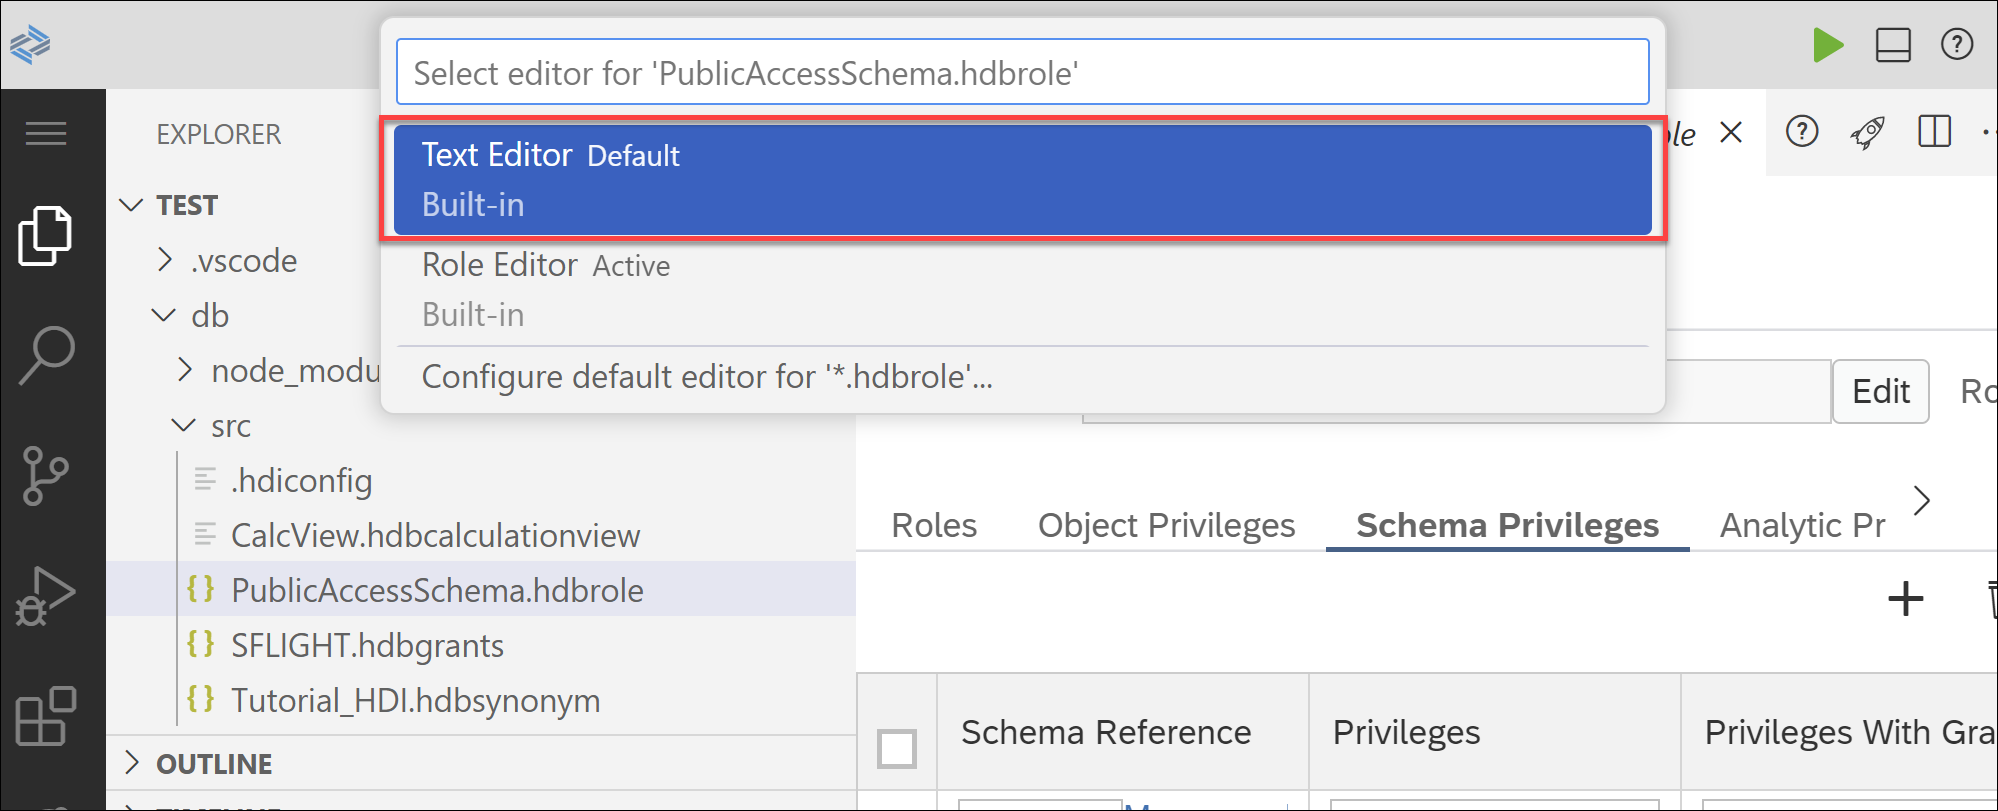 Select editor for 'PublicAccessSchema.hdbrole'
Text Editor Default
Built-in
Role Editor Active
Built-in
Configure default editor for '*.hdbrole'...
EXPLORER
TEST
.vscode
db
node_modu
src
.hdiconfig
CalcView.hdbcalculationview
PublicAccessSchema.hdbrole
SFLIGHT.hdbgrants
Tutorial_HDI.hdbsynonym
OUTLINE
Edit
Roles Object Privileges Schema Privileges Analytic Pr
Schema Reference Privileges Privileges With Gra